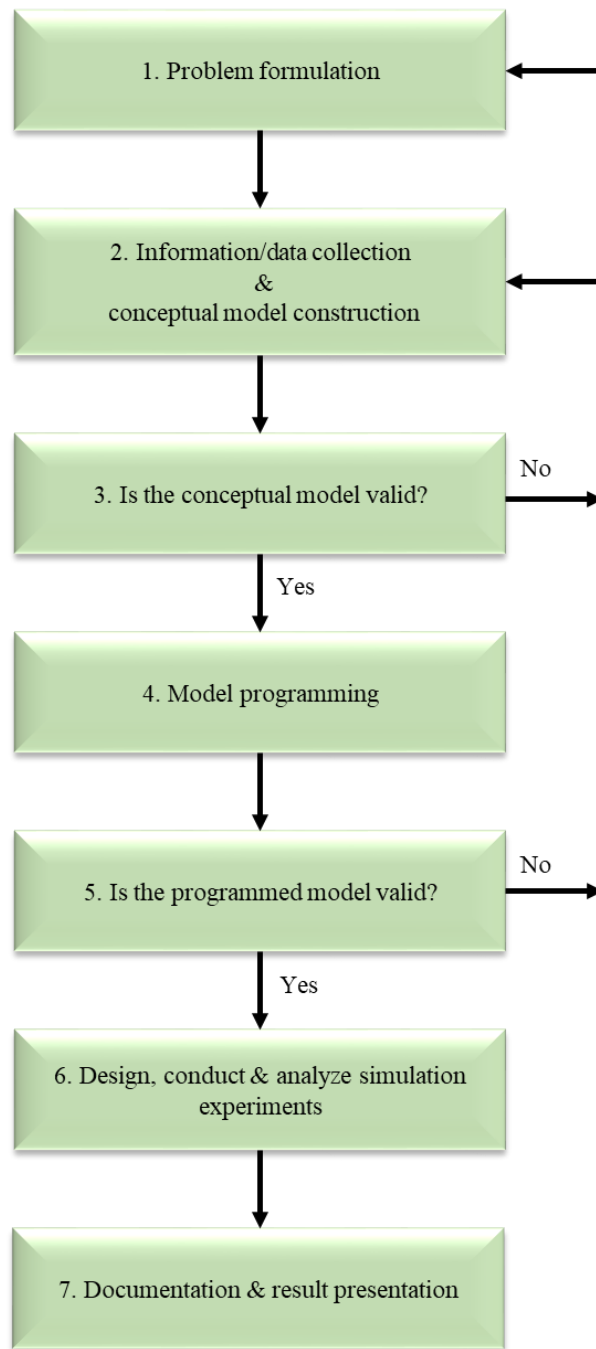 1. Problem formulation
2. Information/data collection
&
conceptual model construction
3. Is the conceptual model valid?
No
Yes
4. Model programming
5. Is the programmed model valid?
No
Yes
6. Design, conduct & analyze simulation
experiments
7. Documentation & result presentation